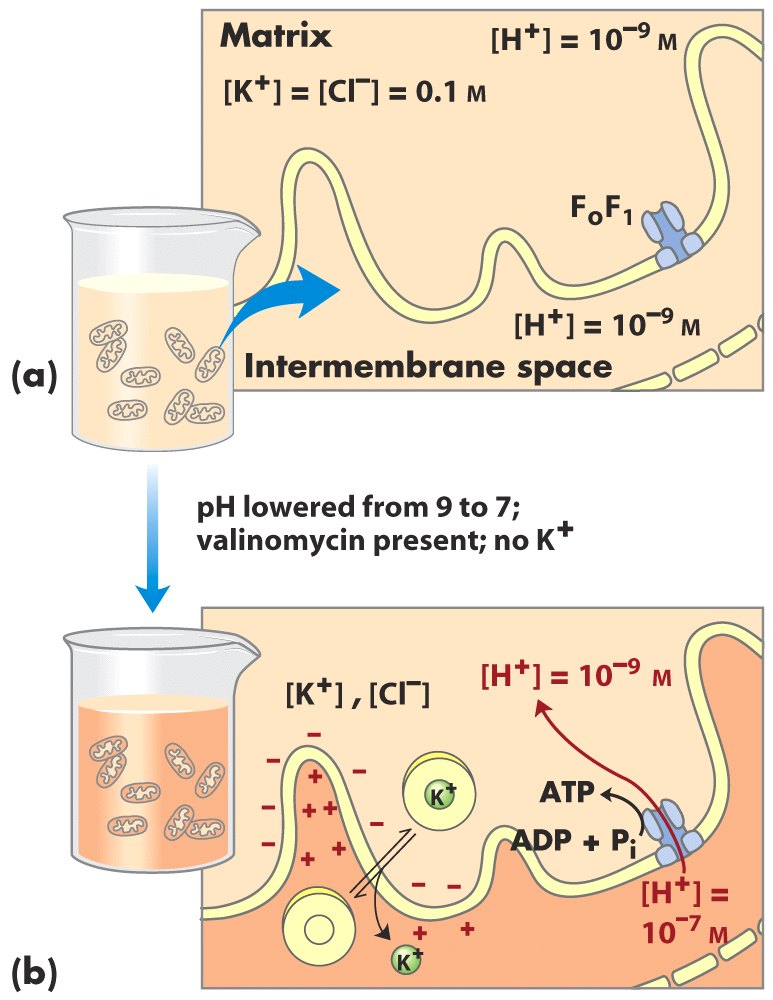 Matrix
[H⁺] = 10⁻⁹ M
[K⁺] = [Cl⁻] = 0.1 M
FₒF₁
[H⁺] = 10⁻⁹ M
Intermembrane space
(a)
pH lowered from 9 to 7;
valinomycin present; no K⁺
[H⁺] = 10⁻⁹ M
[K⁺] , [Cl⁻]
K⁺
ATP
ADP + Pᵢ
[H⁺] =
10⁻⁷ M
K⁺
(b)